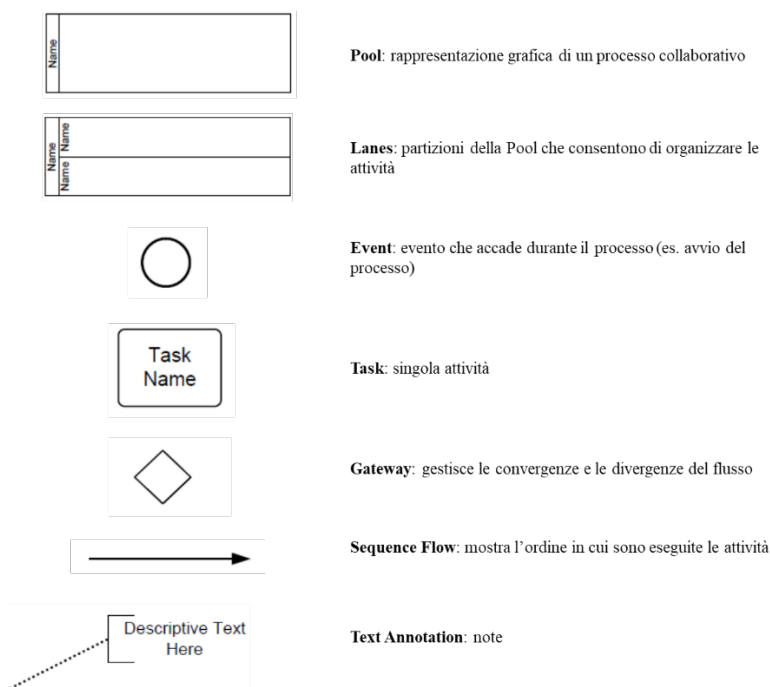 Name
Pool: rappresentazione grafica di un processo collaborativo
Name
Name
Name
Lanes: partizioni della Pool che consentono di organizzare le
attività
Event: evento che accade durante il processo (es. avvio del
processo)
Task
Name
Task: singola attività
Gateway: gestisce le convergenze e le divergenze del flusso
Sequence Flow: mostra l'ordine in cui sono eseguite le attività
Descriptive Text
Here
Text Annotation: note